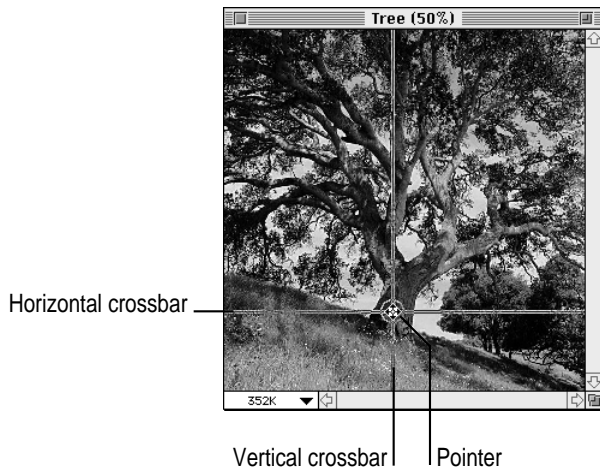 Tree (50%)
Horizontal crossbar
352K
Vertical crossbar
Pointer